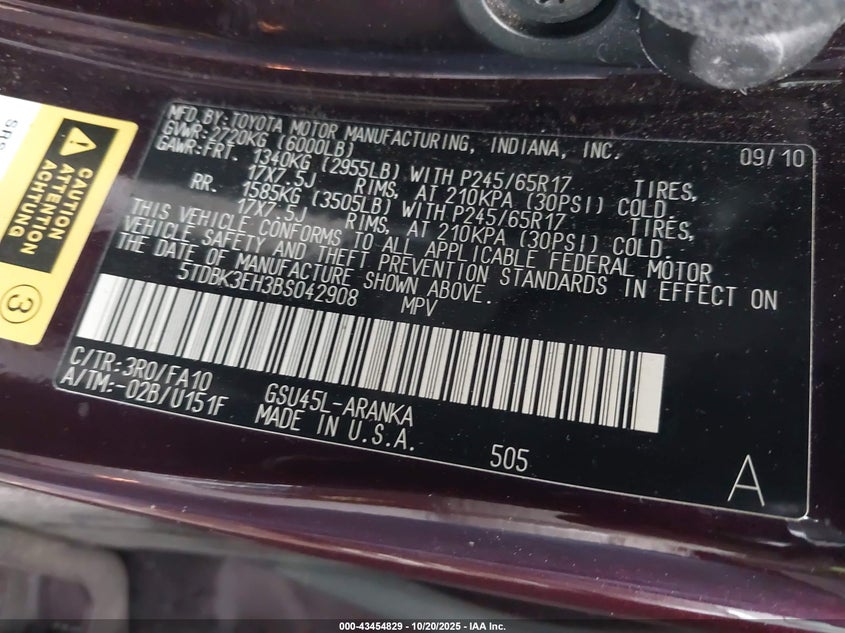 SRS
CAUTION
ATTENTION
ACHTUNG
3
MFD. BY: TOYOTA MOTOR MANUFACTURING, INDIANA, INC. 09/10
GVWR: 2720KG (6000LB)
GAWR: FRT. 1340KG (2955LB) WITH P245/65R17 TIRES,
17X7.5J RIMS, AT 210KPA (30PSI) COLD.
RR. 1585KG (3505LB) WITH P245/65R17 TIRES,
17X7.5J RIMS, AT 210KPA (30PSI) COLD.
THIS VEHICLE CONFORMS TO ALL APPLICABLE FEDERAL MOTOR
VEHICLE SAFETY AND THEFT PREVENTION STANDARDS IN EFFECT ON
THE DATE OF MANUFACTURE SHOWN ABOVE.
5TDBK3EH3BS042908 MPV
C/TR: 3R0/FA10
A/TM: -02B/U151F
GSU45L-ARANKA
MADE IN U.S.A.
505
A
000-43454829 - 10/20/2025 - IAA Inc.